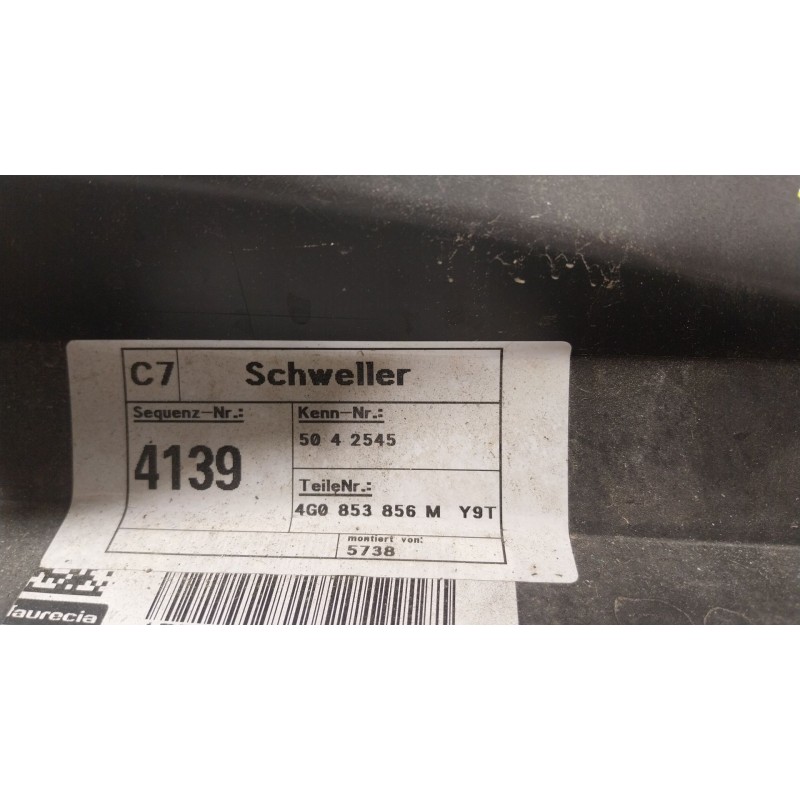 C7 Schweller
Sequenz-Nr.: Kenn-Nr.:
4139 50 4 2545
TeileNr.:
4G0 853 856 M Y9T
montiert von:
5738
faurecia